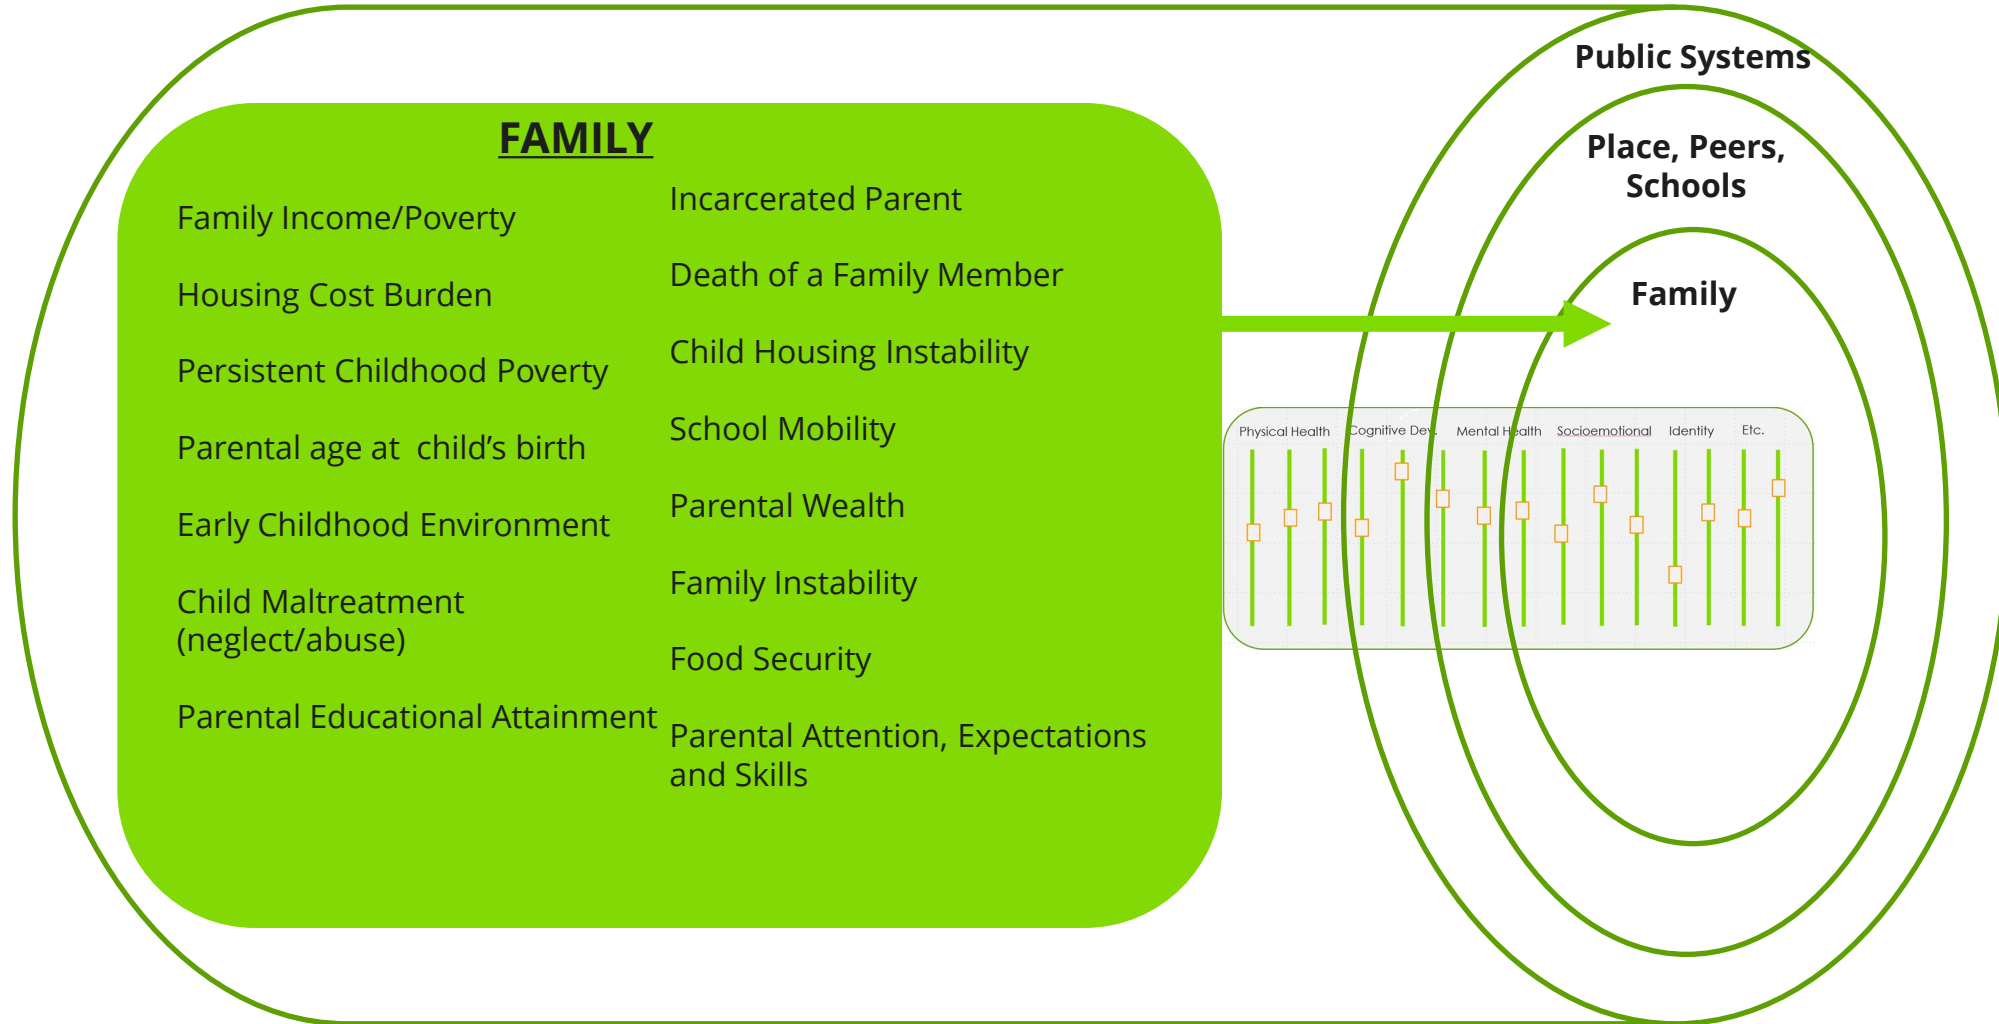 FAMILY
Family Income/Poverty
Housing Cost Burden
Persistent Childhood Poverty
Parental age at  child’s birth
Early Childhood Environment
Child Maltreatment
(neglect/abuse)
Parental Educational Attainment
Incarcerated Parent
Death of a Family Member
Child Housing Instability
School Mobility
Parental Wealth
Family Instability
Food Security
Parental Attention, Expectations
and Skills
Public Systems
Place, Peers,
Schools
Family
Physical Health Cognitive Dev. Mental Health Socioemotional Identity Etc.